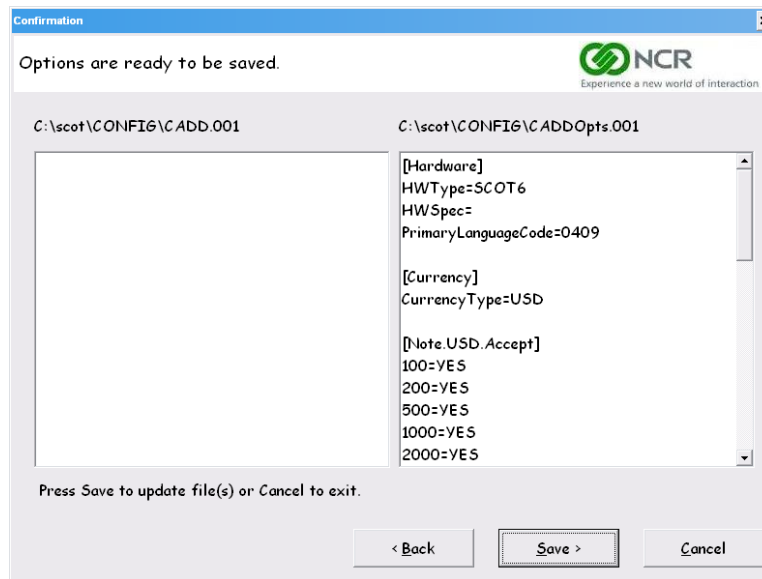 Confirmation
Options are ready to be saved.
NCR
Experience a new world of interaction
C:\scot\CONFIG\CADD.001
C:\scot\CONFIG\CADDOpts.001
[Hardware]
HWType=SCOT6
HWSpec=
PrimaryLanguageCode=0409
[Currency]
CurrencyType=USD
[Note.USD.Accept]
100=YES
200=YES
500=YES
1000=YES
2000=YES
Press Save to update file(s) or Cancel to exit.
< Back
Save >
Cancel